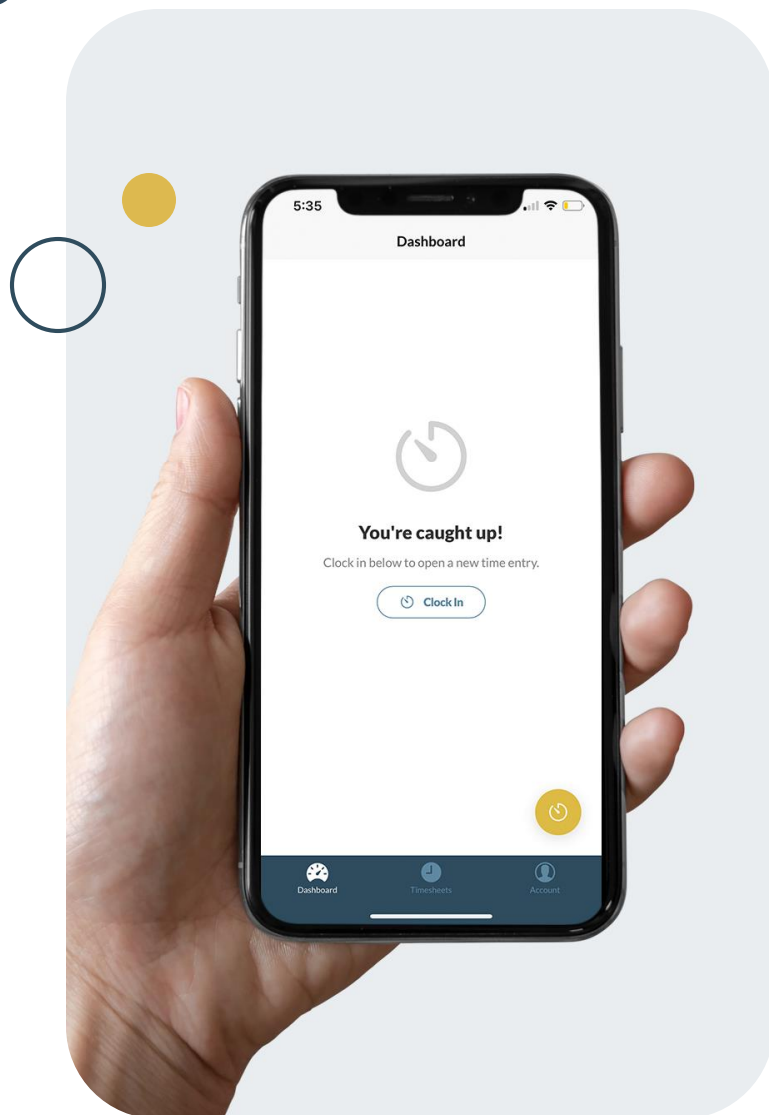 5:35
Dashboard
You're caught up!
Clock in below to open a new time entry.
Clock In
Dashboard
Timesheets
Account